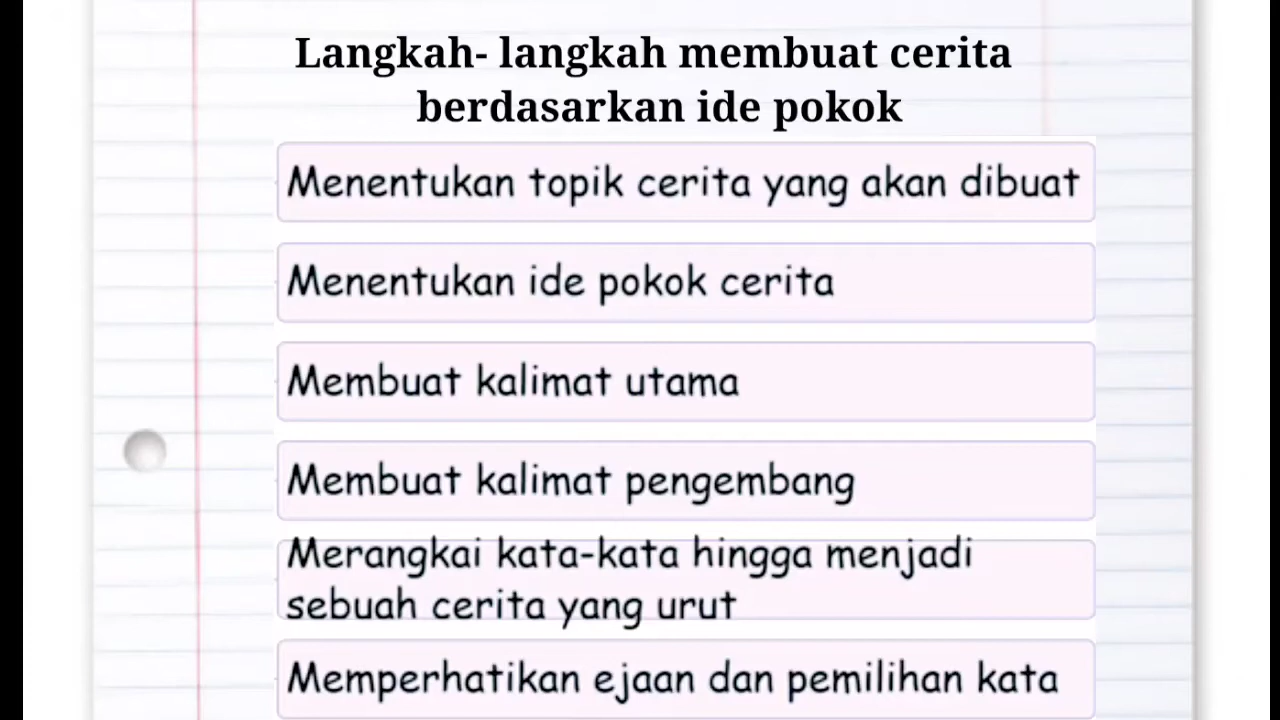 Langkah- langkah membuat cerita
berdasarkan ide pokok
Menentukan topik cerita yang akan dibuat
Menentukan ide pokok cerita
Membuat kalimat utama
Membuat kalimat pengembang
Merangkai kata-kata hingga menjadi
sebuah cerita yang urut
Memperhatikan ejaan dan pemilihan kata